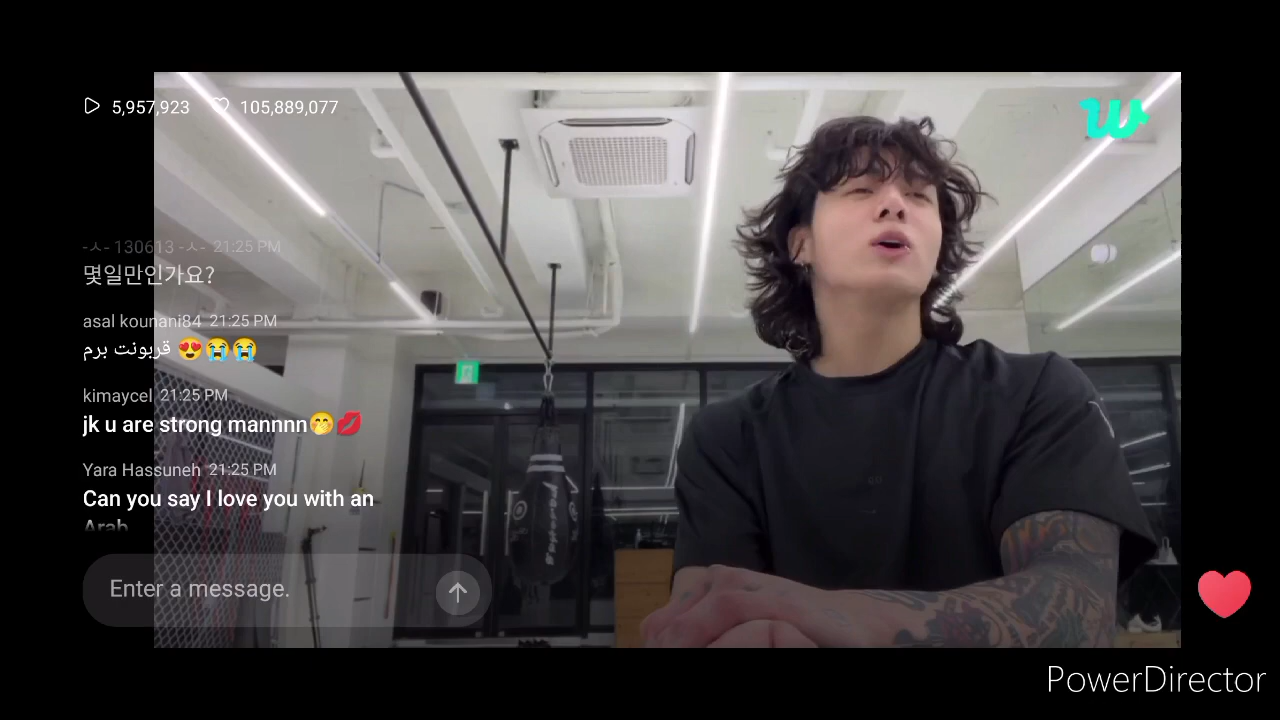 5,957,923 105,889,077
w
-ㅅ- 130613 -ㅅ- 21:25 PM
몇일만인가요?
asal kounani84 21:25 PM
قربونت برم 😍😭😭
kimaycel 21:25 PM
jk u are strong mannnn🤭💋
Yara Hassuneh 21:25 PM
Can you say I love you with an
Arab
Enter a message.
PowerDirector